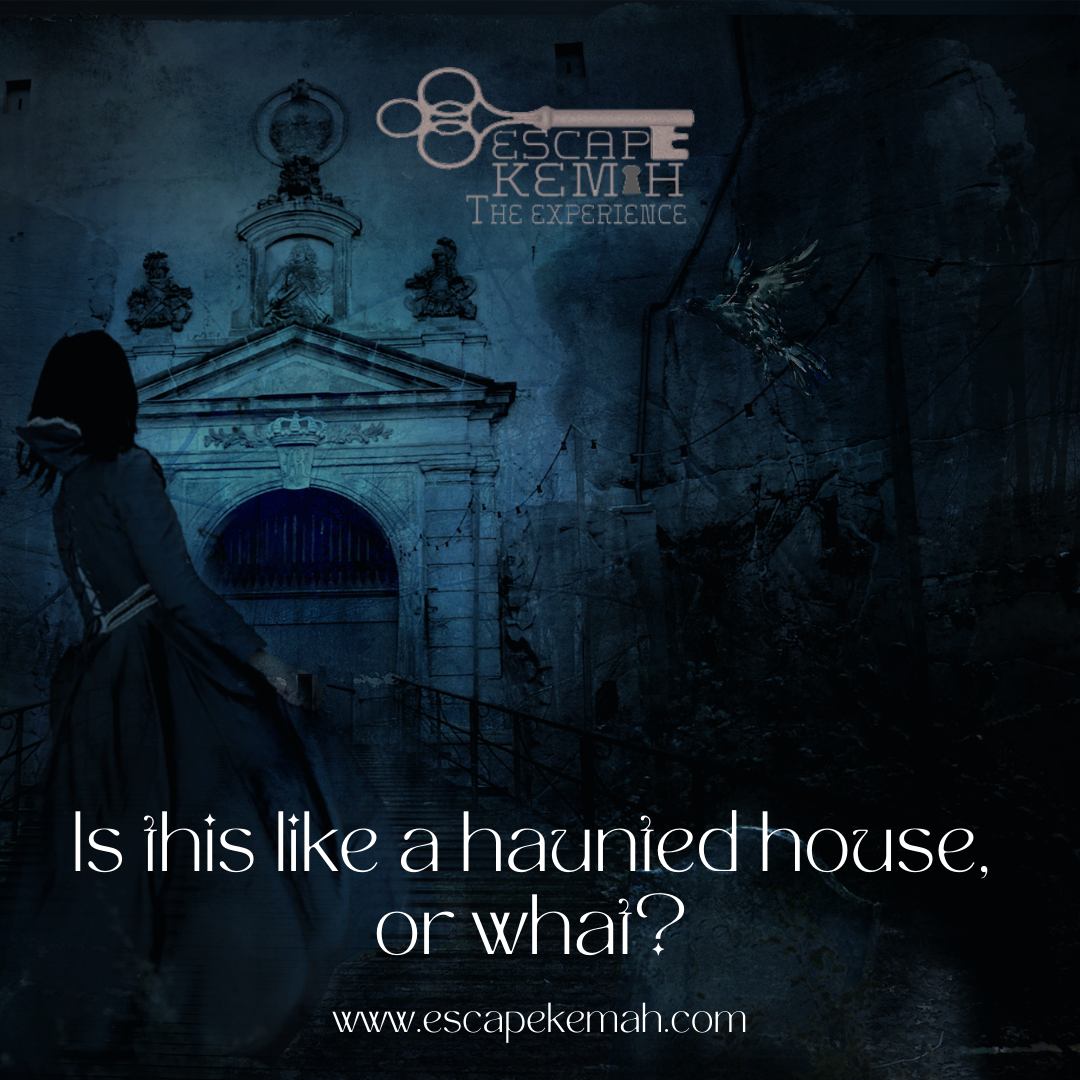 ESCAPE
KEMAH
THE EXPERIENCE
Is this like a haunted house,
or what?
www.escapekemah.com